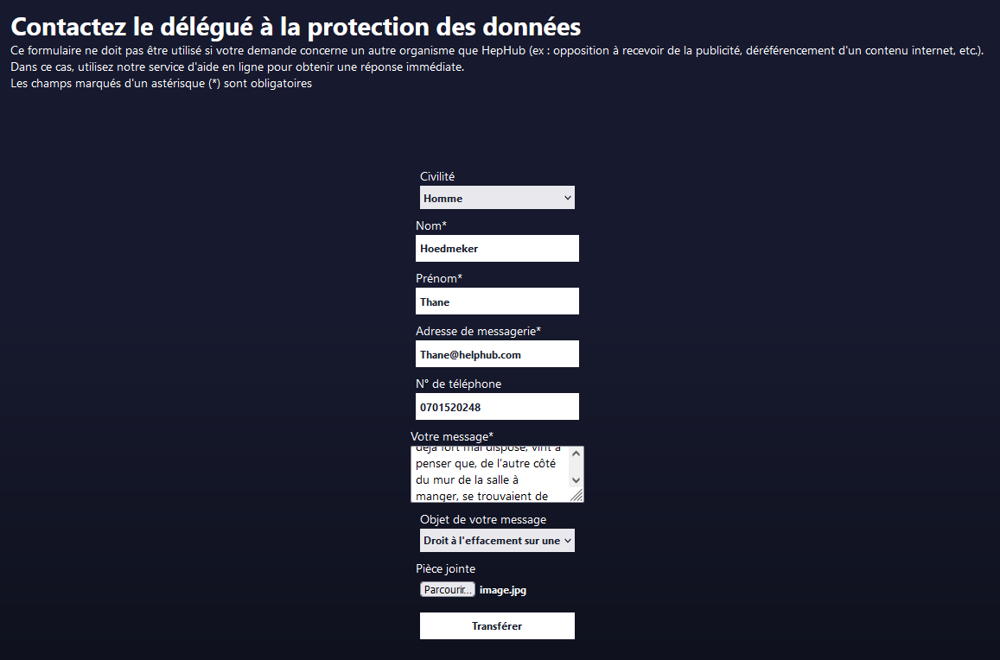 Contactez le délégué à la protection des données
Ce formulaire ne doit pas être utilisé si votre demande concerne un autre organisme que HepHub (ex : opposition à recevoir de la publicité, déréférencement d'un contenu internet, etc.).
Dans ce cas, utilisez notre service d'aide en ligne pour obtenir une réponse immédiate.
Les champs marqués d'un astérisque (*) sont obligatoires
Civilité
Homme
Nom*
Hoedmeker
Prénom*
Thane
Adresse de messagerie*
Thane@helphub.com
N° de téléphone
0701520248
Votre message*
déjà fort mal disposé, vint à
penser que, de l'autre côté
du mur de la salle à
manger, se trouvaient de
Objet de votre message
Droit à l'effacement sur une
Pièce jointe
Parcourir... image.jpg
Transférer